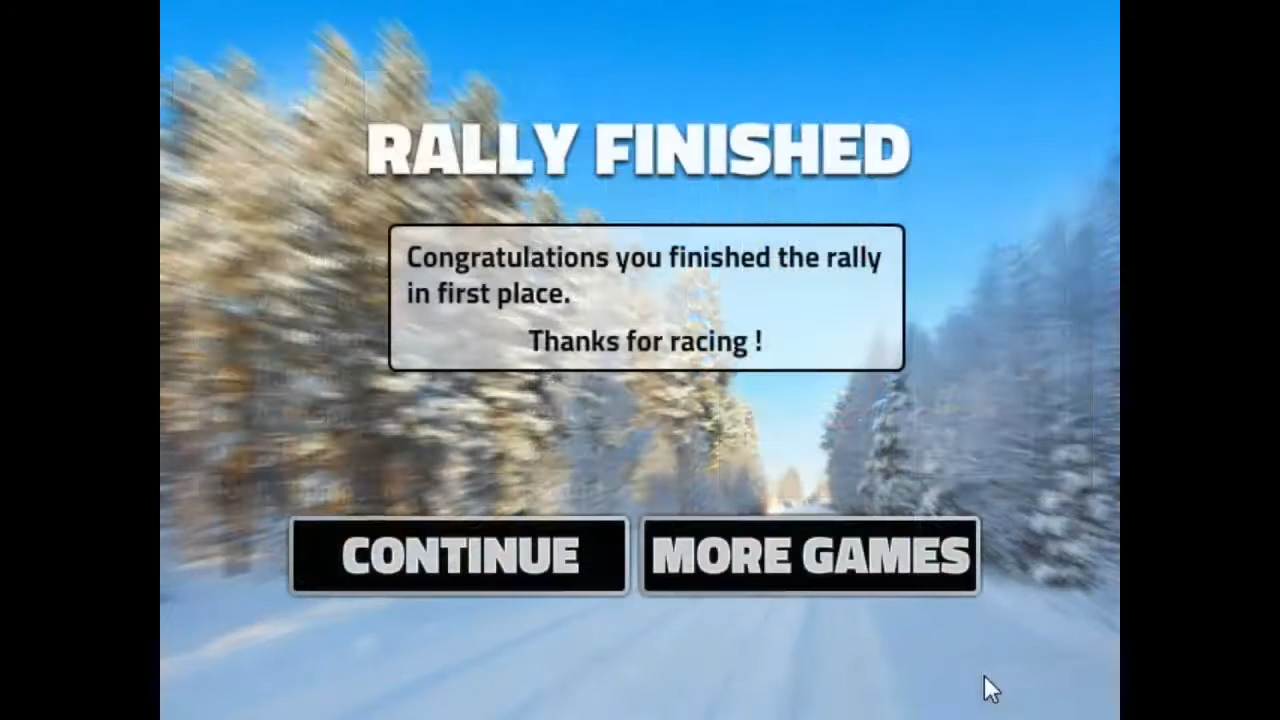 RALLY FINISHED
Congratulations you finished the rally
in first place.
Thanks for racing !
CONTINUE
MORE GAMES